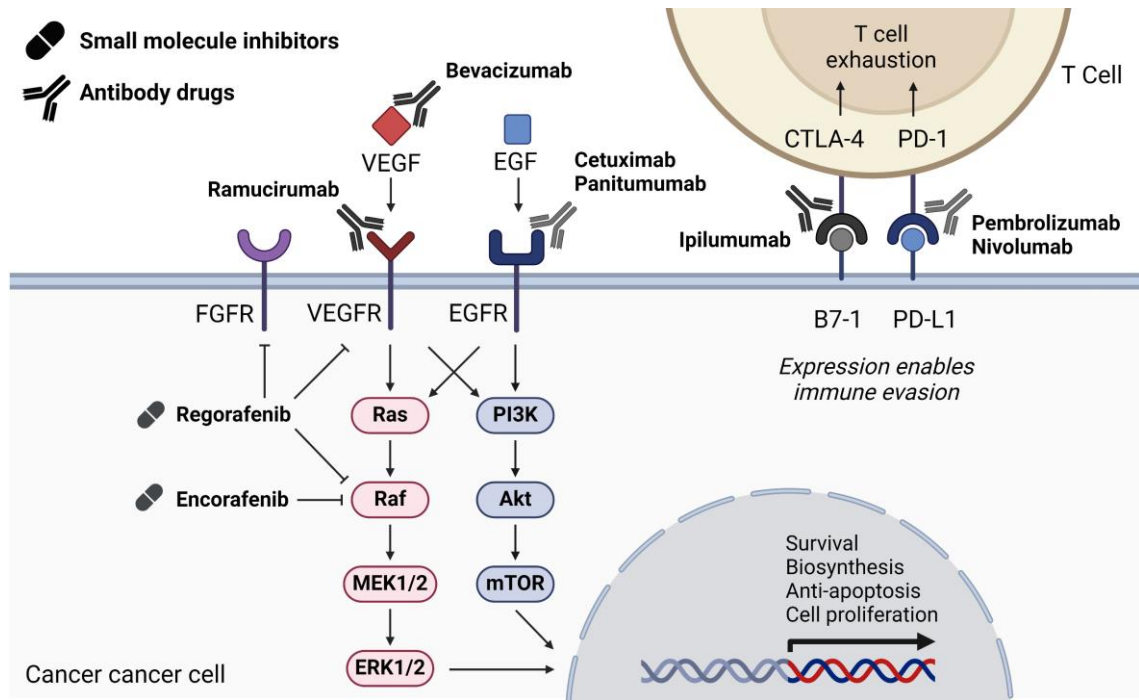 Small molecule inhibitors
Antibody drugs
Bevacizumab
VEGF
EGF
Cetuximab
Panitumumab
Ramucirumab
T cell
exhaustion
T Cell
CTLA-4
PD-1
Ipilumumab
Pembrolizumab
Nivolumab
FGFR
VEGFR
EGFR
B7-1
PD-L1
Expression enables
immune evasion
Regorafenib
Ras
PI3K
Encorafenib
Raf
Akt
MEK1/2
mTOR
ERK1/2
Survival
Biosynthesis
Anti-apoptosis
Cell proliferation
Cancer cancer cell